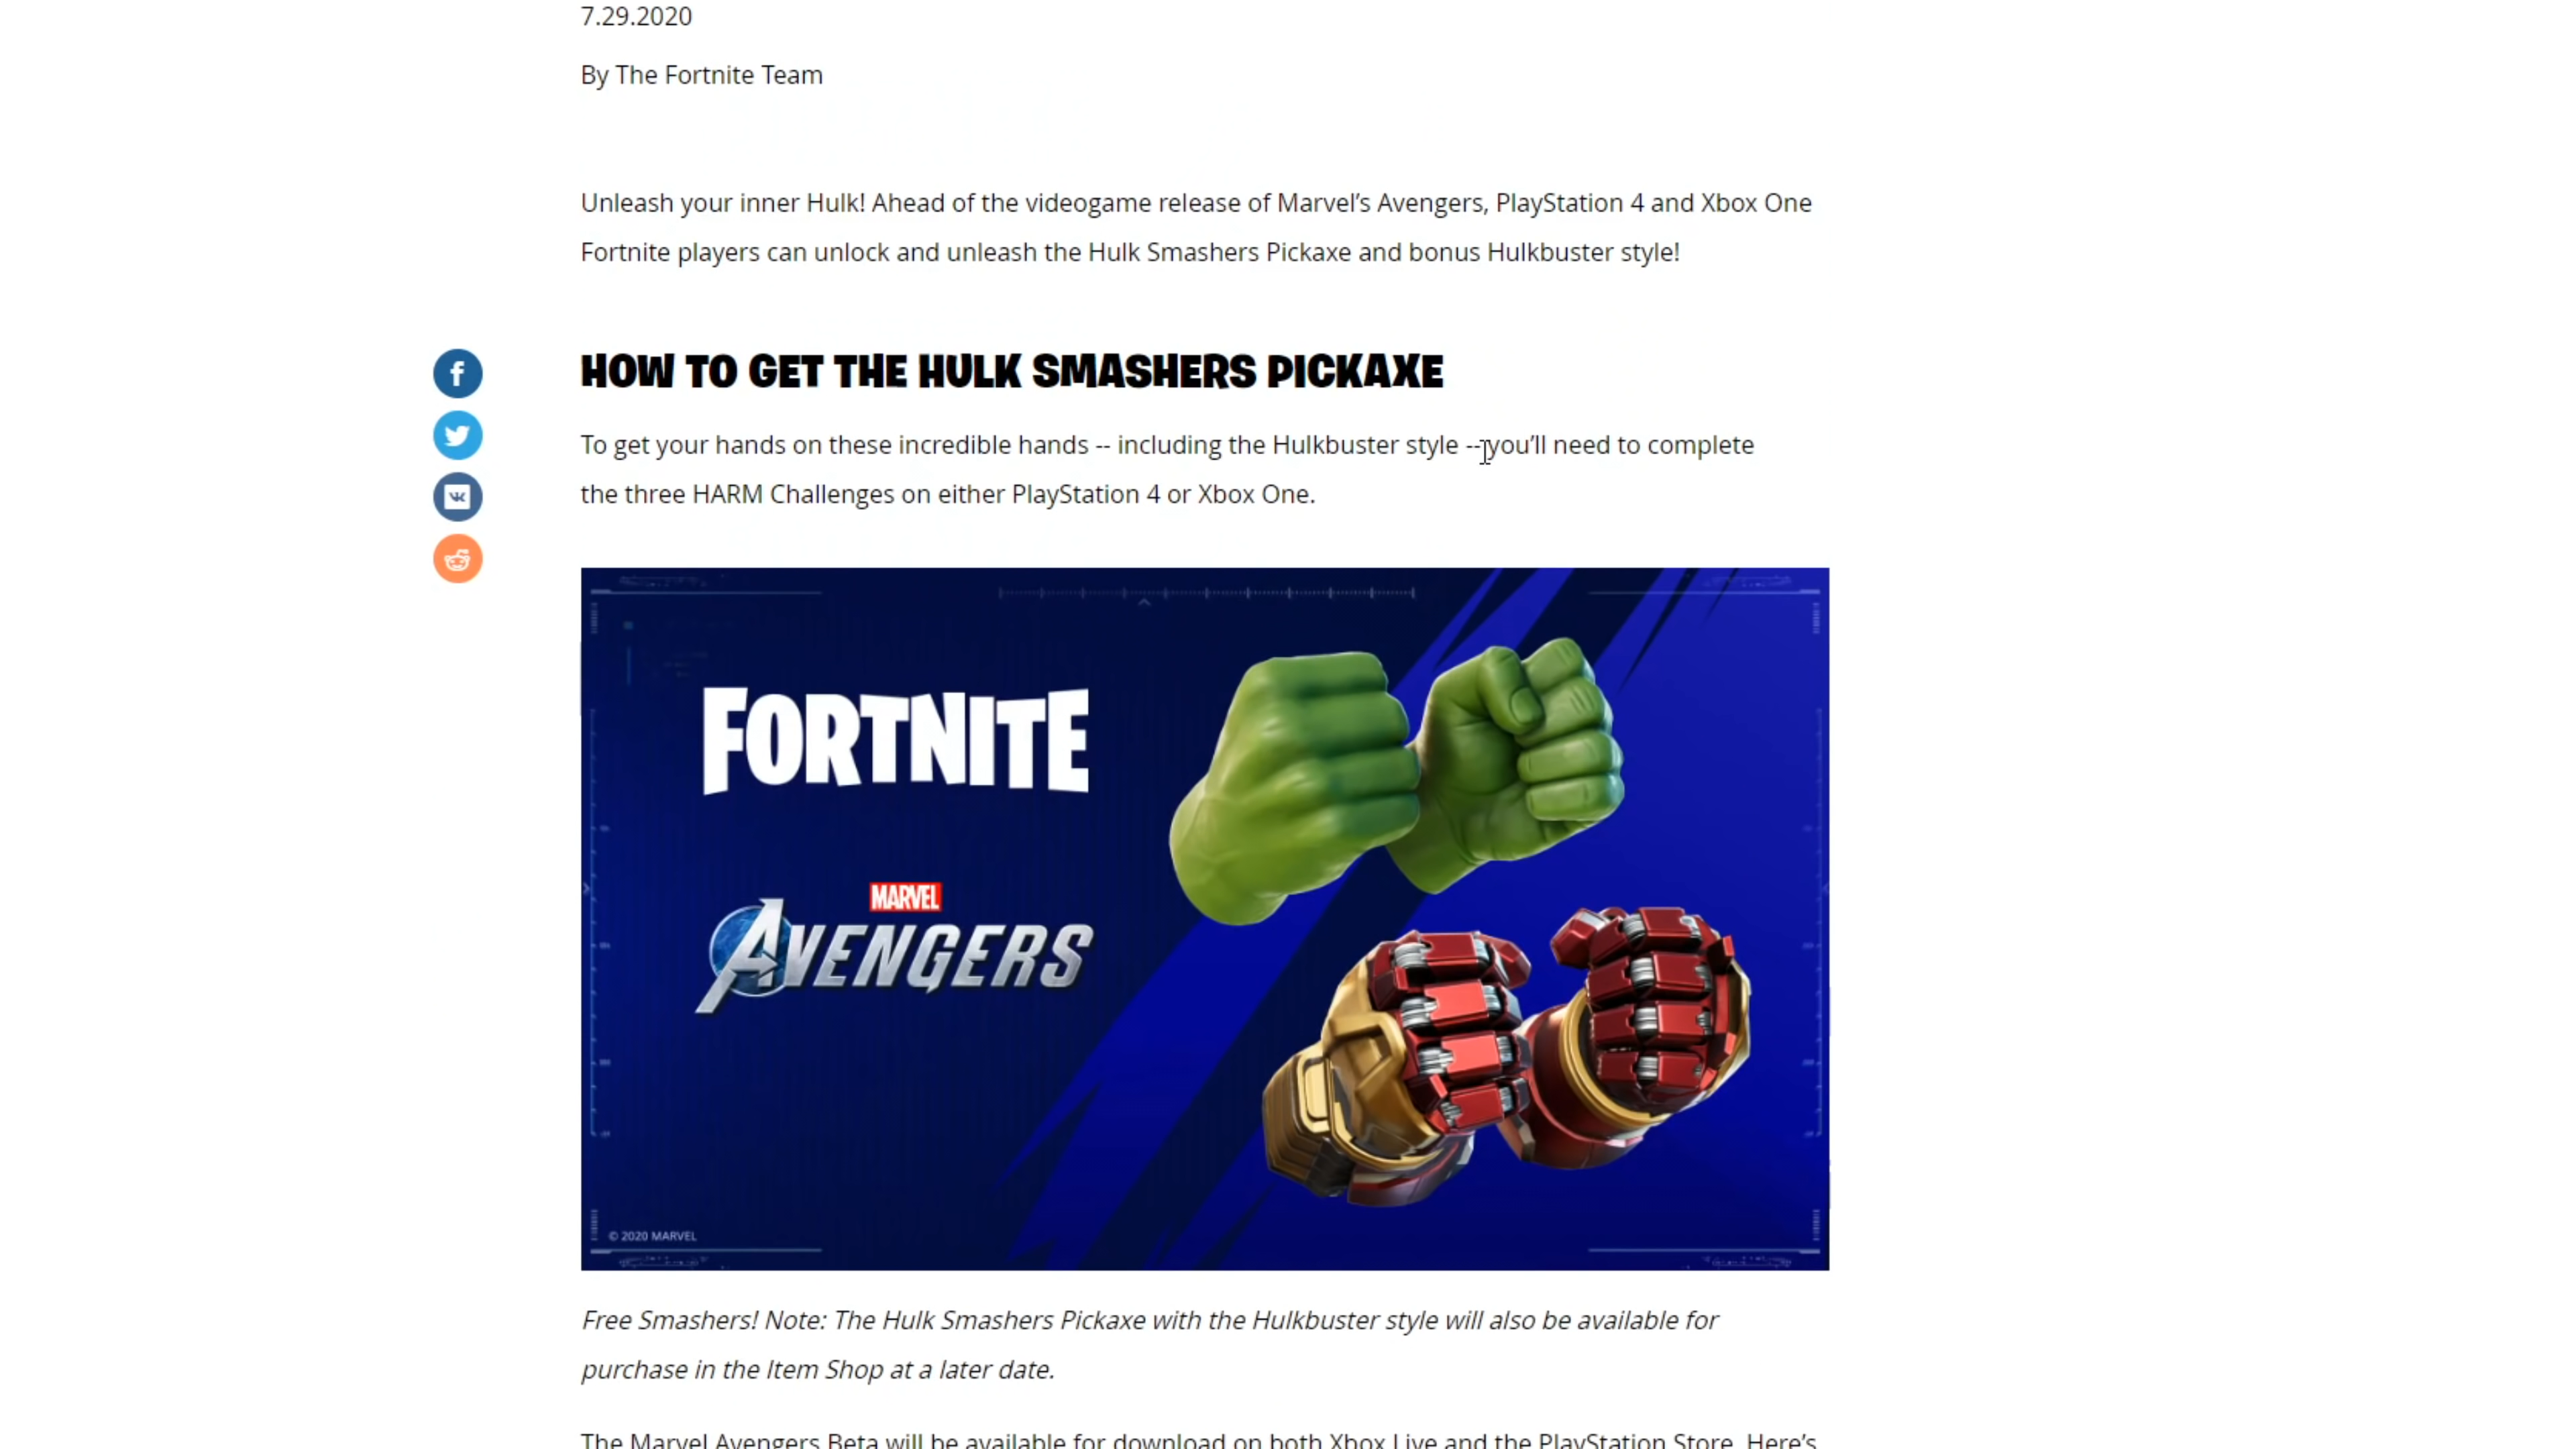 7.29.2020
By The Fortnite Team
Unleash your inner Hulk! Ahead of the videogame release of Marvel’s Avengers, PlayStation 4 and Xbox One
Fortnite players can unlock and unleash the Hulk Smashers Pickaxe and bonus Hulkbuster style!
HOW TO GET THE HULK SMASHERS PICKAXE
To get your hands on these incredible hands -- including the Hulkbuster style -- you’ll need to complete
the three HARM Challenges on either PlayStation 4 or Xbox One.
FORTNITE
MARVEL
AVENGERS
© 2020 MARVEL
Free Smashers! Note: The Hulk Smashers Pickaxe with the Hulkbuster style will also be available for
purchase in the Item Shop at a later date.
The Marvel Avengers Beta will be available for download on both Xbox Live and the PlayStation Store. Here’s